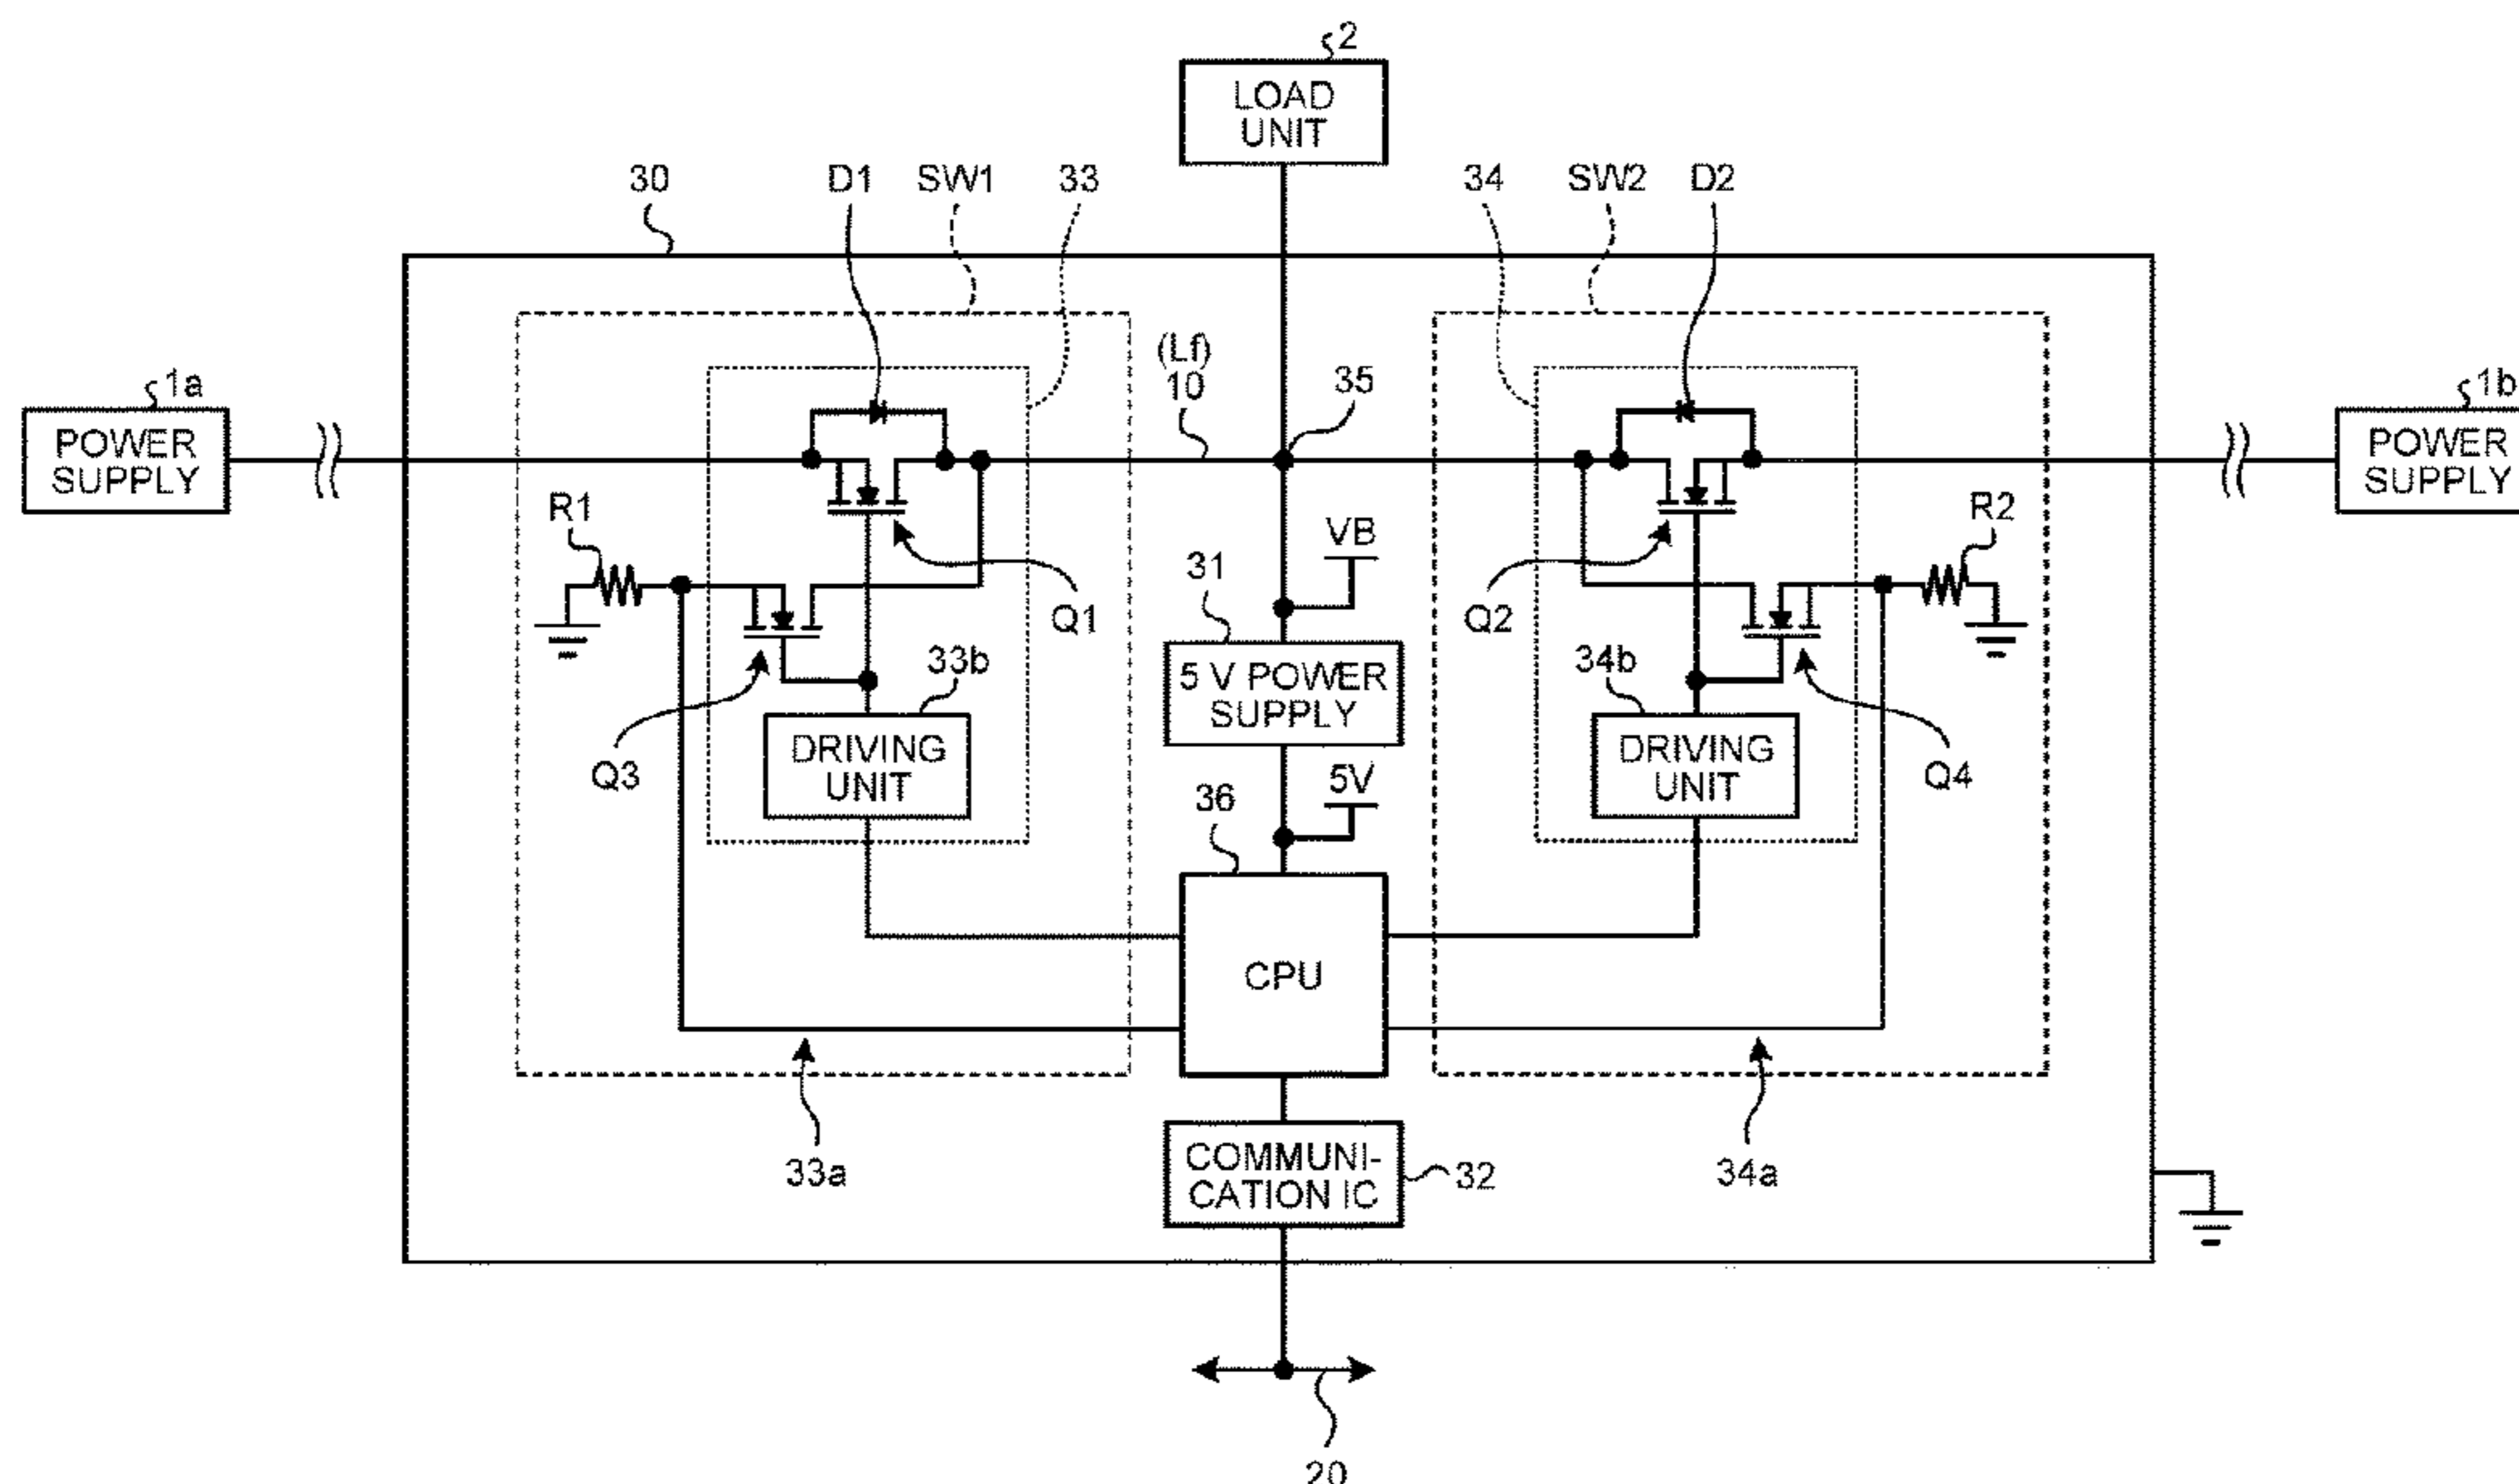 2
LOAD
UNIT
30
D1
SW1
33
34
SW2
D2
(Lf)
10
35
1a
POWER
SUPPLY
1b
POWER
SUPPLY
R1
Q1
VB
31
Q2
R2
5 V POWER
SUPPLY
33b
34b
DRIVING
UNIT
DRIVING
UNIT
Q3
Q4
5V
36
CPU
33a
34a
COMMUNI-
CATION IC
32
20